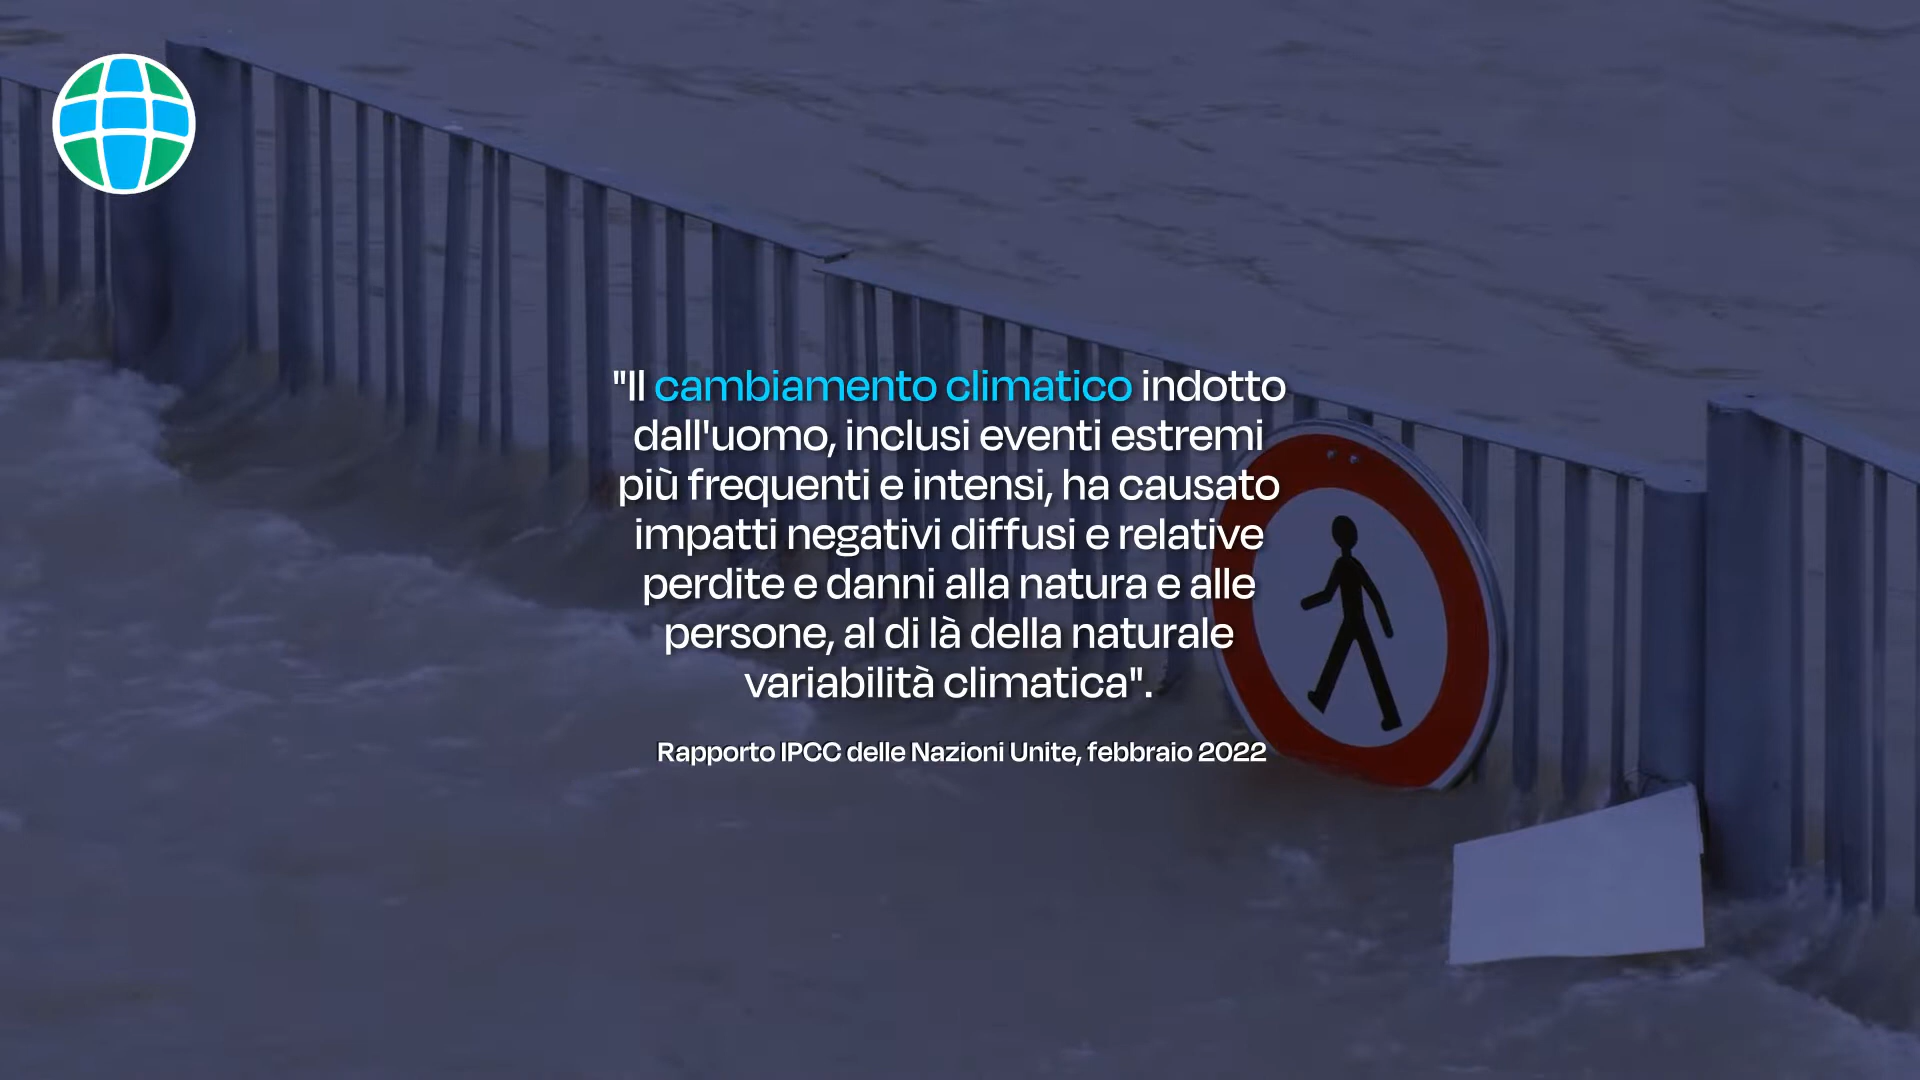 "Il cambiamento climatico indotto
dall'uomo, inclusi eventi estremi
più frequenti e intensi, ha causato
impatti negativi diffusi e relative
perdite e danni alla natura e alle
persone, al di là della naturale
variabilità climatica".
Rapporto IPCC delle Nazioni Unite, febbraio 2022